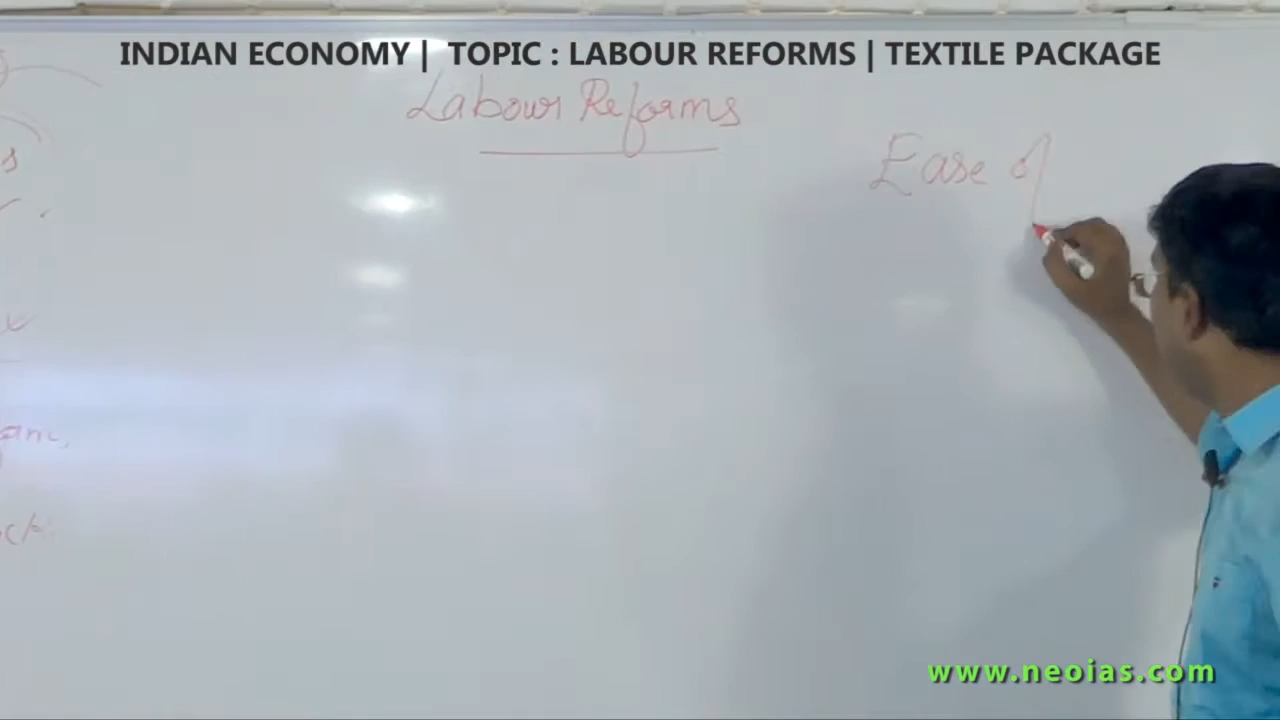 INDIAN ECONOMY | TOPIC : LABOUR REFORMS | TEXTILE PACKAGE
Labour Reforms
Ease of
www.neoias.com